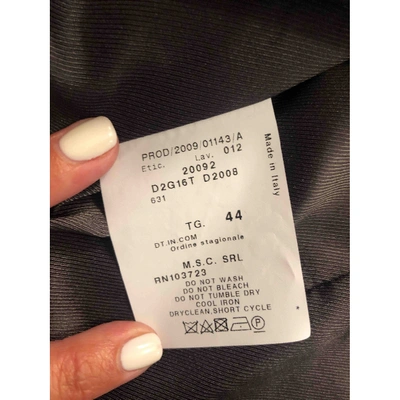 PROD/2009/01143/A
Etic. Lav. 012
20092
D2G16T D2008
631
TG. 44
DT.IN.COM
Ordine stagionale
M.S.C. SRL
RN103723
DO NOT WASH
DO NOT BLEACH
DO NOT TUMBLE DRY
COOL IRON
DRYCLEAN,SHORT CYCLE
P
Made in Italy